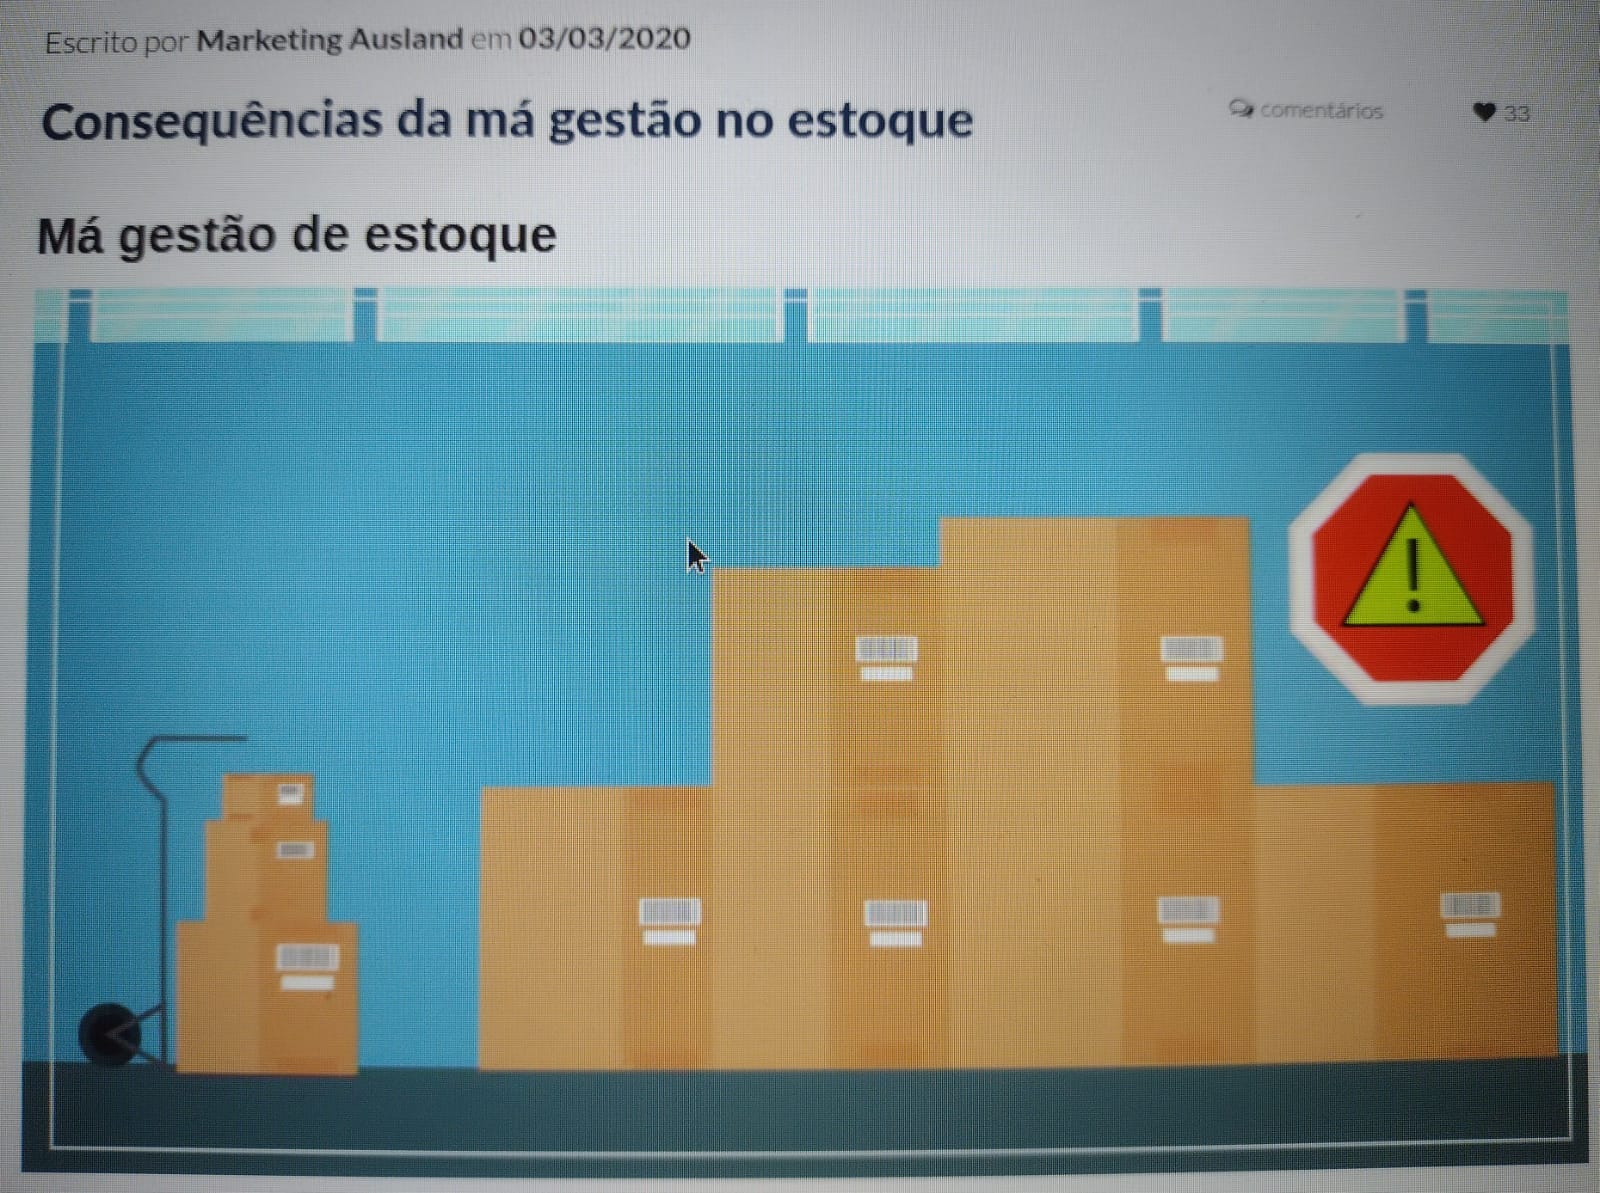 Escrito por Marketing Ausland em 03/03/2020
Consequências da má gestão no estoque
comentários
33
Má gestão de estoque
!